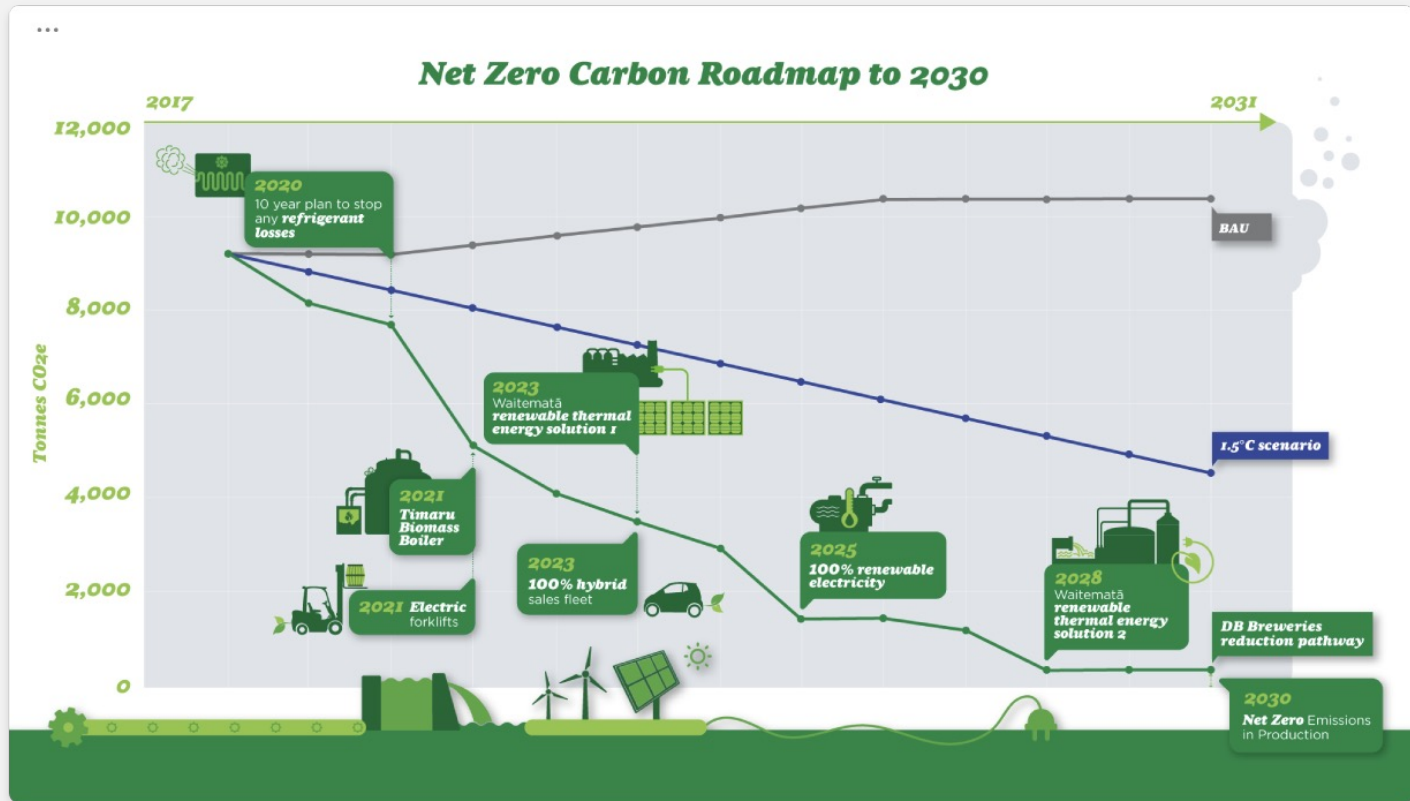 Net Zero Carbon Roadmap to 2030
2017
2031
12,000
10,000
8,000
6,000
4,000
2,000
0
Tonnes CO2e
2020
10 year plan to stop
any refrigerant
losses
BAU
2023
Waitematā
renewable thermal
energy solution 1
1.5°C scenario
2021
Timaru
Biomass
Boiler
2021 Electric
forklifts
2023
100% hybrid
sales fleet
2025
100% renewable
electricity
2028
Waitematā
renewable
thermal energy
solution 2
DB Breweries
reduction pathway
2030
Net Zero Emissions
in Production